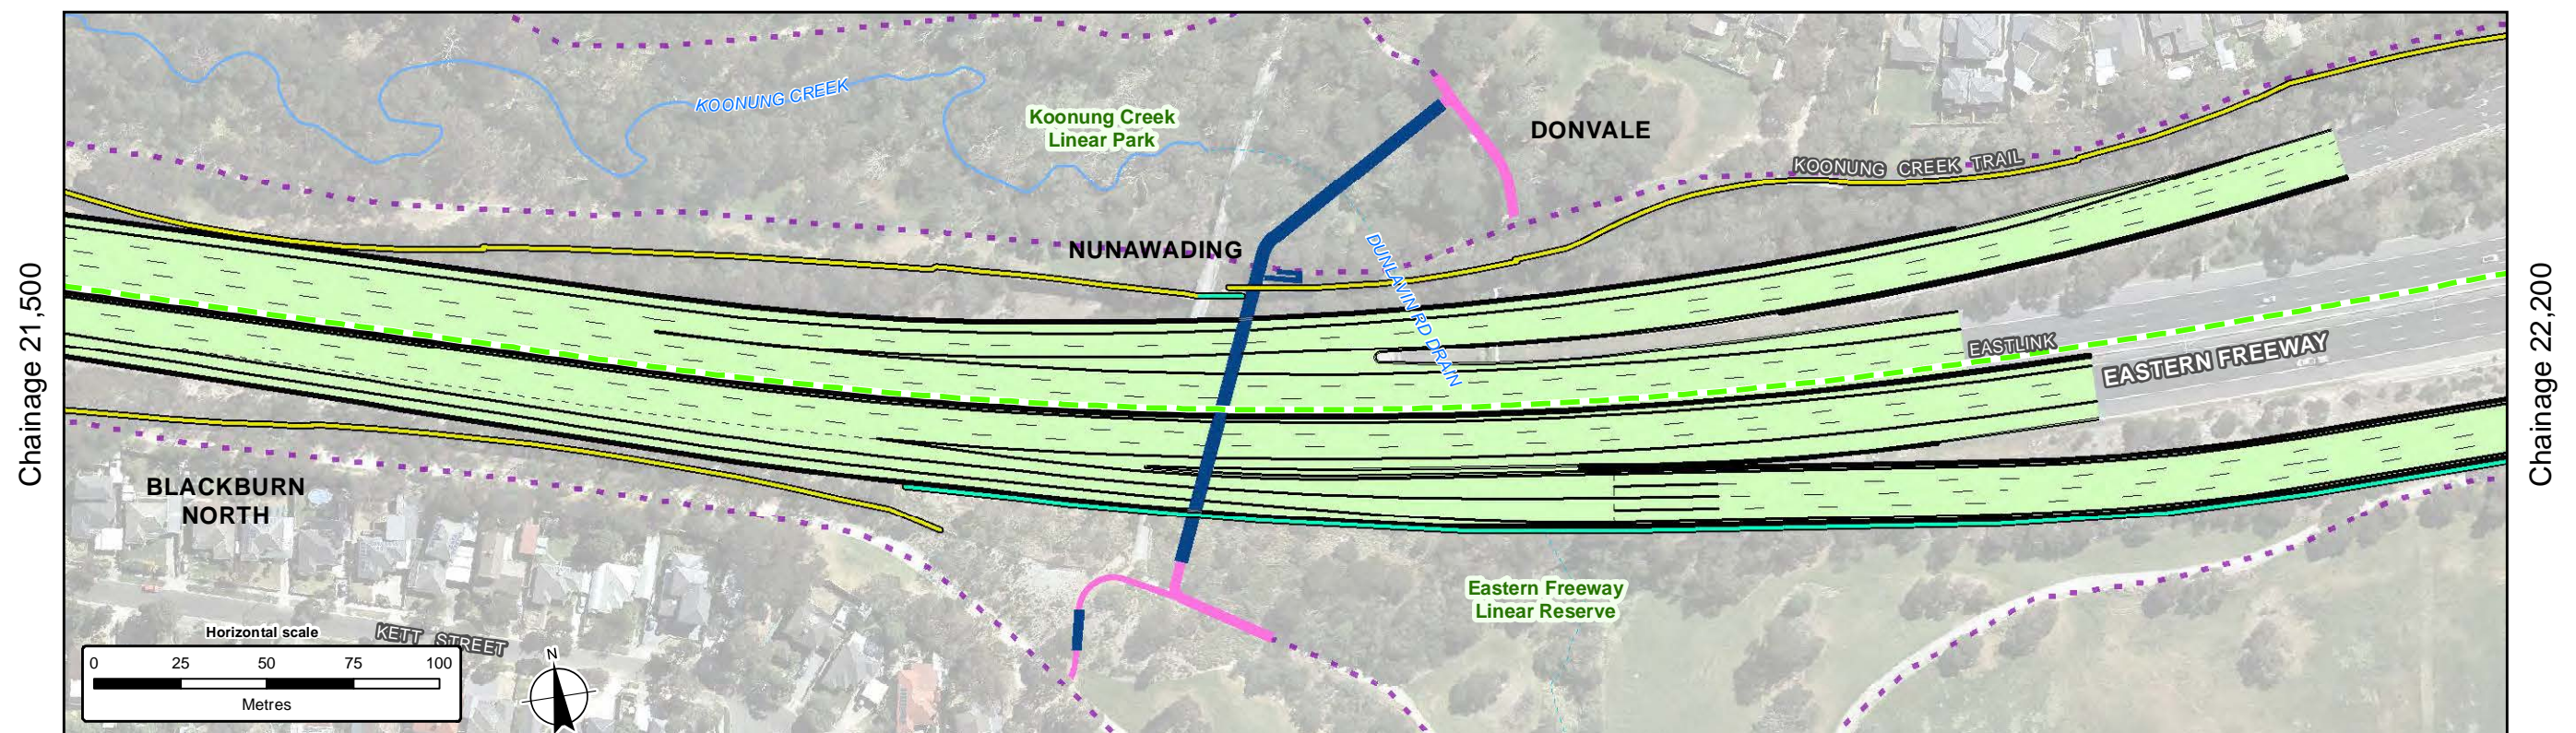 KOONUNG CREEK
Koonung Creek
Linear Park
DONVALE
KOONUNG CREEK TRAIL
NUNAWADING
DUNLAVIN RD DRAIN
Chainage 21,500
Chainage 22,200
EASTLINK
EASTERN FREEWAY
BLACKBURN
NORTH
Eastern Freeway
Linear Reserve
KETT STREET
Horizontal scale
0 25 50 75 100
Metres
N